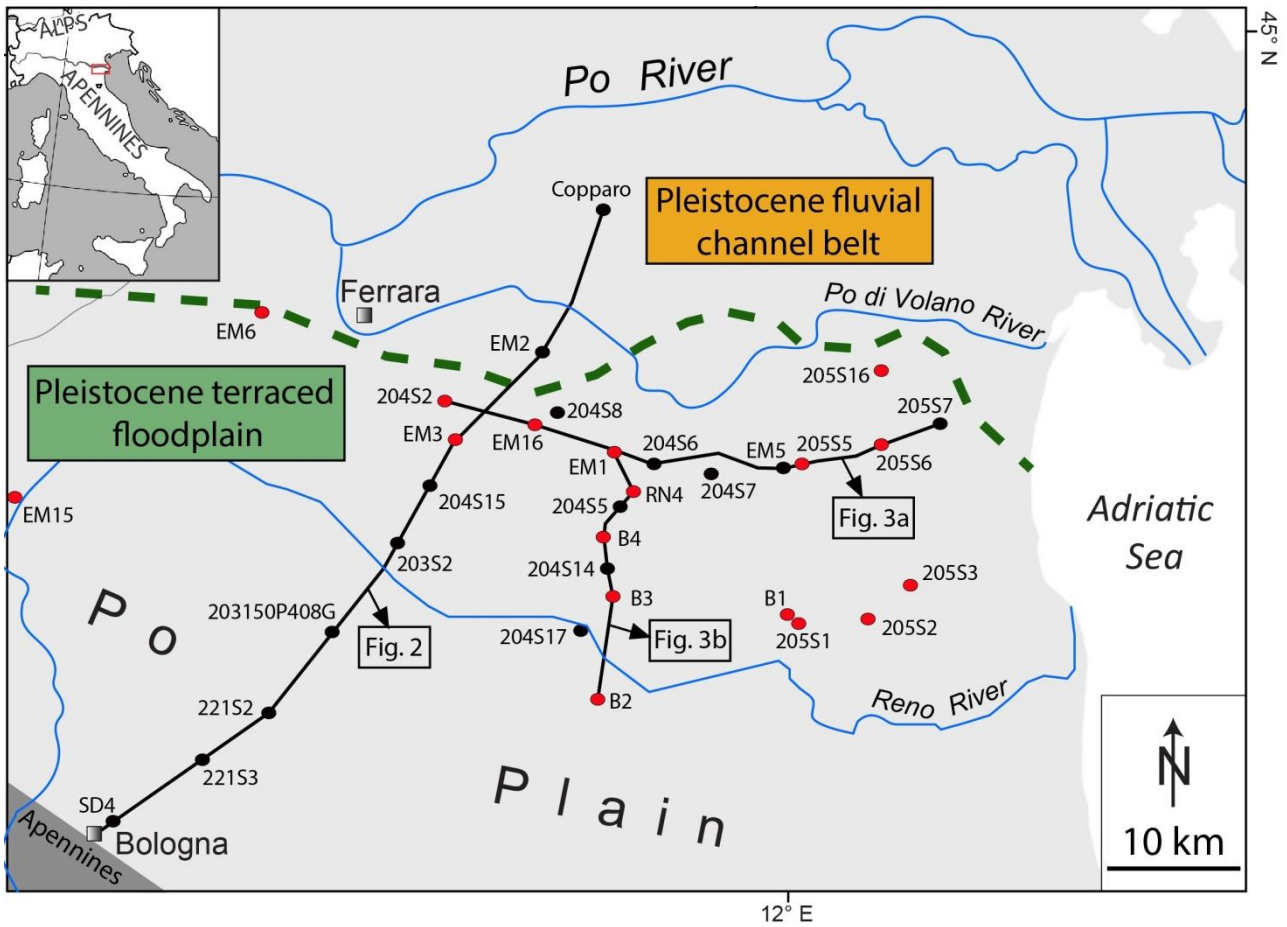 ALPS
APENNINES
45° N
Po River
Copparo
Pleistocene fluvial
channel belt
Ferrara
Po di Volano River
EM6
EM2
205S16
Pleistocene terraced
floodplain
204S2
204S8
205S7
EM3
EM16
204S6
EM5
205S5
205S6
EM1
204S7
204S15
RN4
EM15
204S5
Fig. 3a
Adriatic
Sea
B4
203S2
204S14
205S3
Po
203150P408G
B3
B1
205S1
205S2
204S17
Fig. 2
Fig. 3b
B2
Reno River
221S2
N
221S3
Plain
SD4
Bologna
Apennines
10 km
12° E